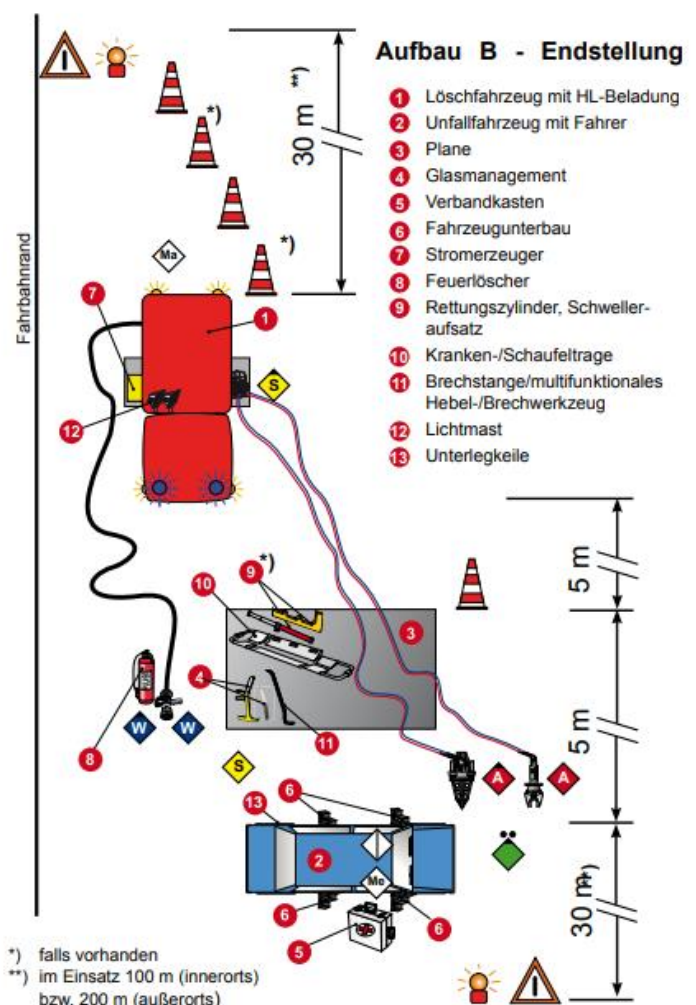 Aufbau B - Endstellung
1 Löschfahrzeug mit HL-Beladung
2 Unfallfahrzeug mit Fahrer
3 Plane
4 Glasmanagement
5 Verbandkasten
6 Fahrzeugunterbau
7 Stromerzeuger
8 Feuerlöscher
9 Rettungszylinder, Schweller-
aufsatz
10 Kranken-/Schaufeltrage
11 Brechstange/multifunktionales
Hebel-/Brechwerkzeug
12 Lichtmast
13 Unterlegkeile
30 m **)
*)
*)
Fahrbahnrand
Ma
7
1
S
12
5 m
*)
9
10
3
4
W
W
8
11
S
A
A
5 m
13
6
2
Me
6
6
5
6
30 m **)
*) falls vorhanden
**) im Einsatz 100 m (innerorts)
bzw. 200 m (außerorts)